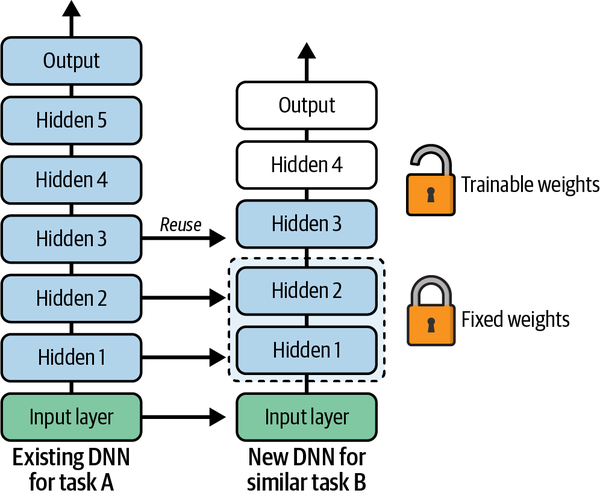 Output
Hidden 5
Hidden 4
Hidden 3
Hidden 2
Hidden 1
Input layer
Existing DNN
for task A
Reuse
Output
Hidden 4
Hidden 3
Hidden 2
Hidden 1
Input layer
New DNN for
similar task B
Trainable weights
Fixed weights